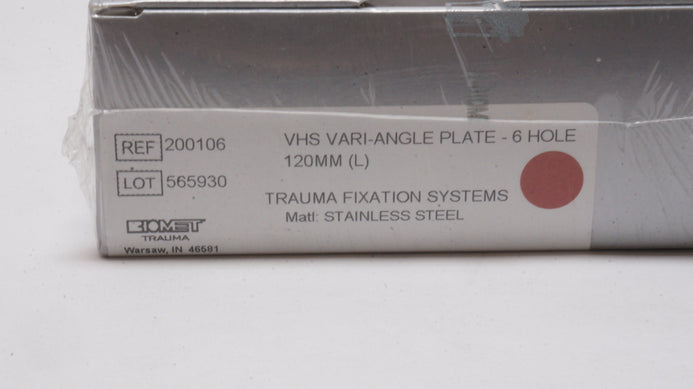 REF 200106
VHS VARI-ANGLE PLATE - 6 HOLE
120MM (L)
LOT 565930
TRAUMA FIXATION SYSTEMS
Matl: STAINLESS STEEL
BIOMET
TRAUMA
Warsaw, IN 46581